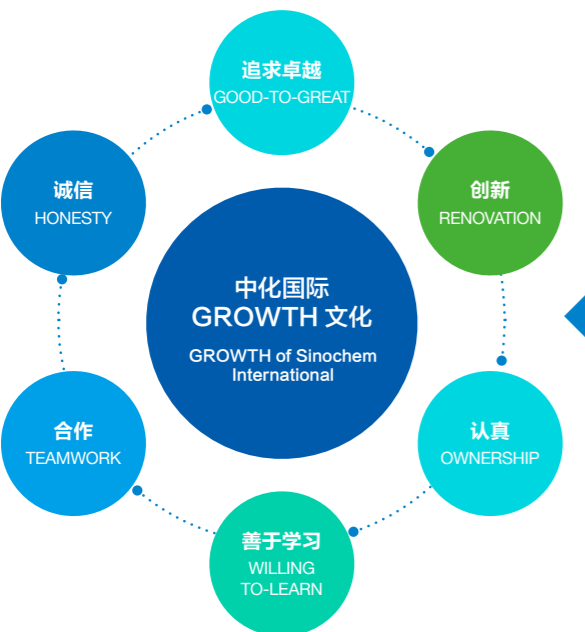 追求卓越
GOOD-TO-GREAT
创新
RENOVATION
认真
OWNERSHIP
善于学习
WILLING
TO-LEARN
合作
TEAMWORK
诚信
HONESTY
中化国际
GROWTH 文化
GROWTH of Sinochem
International